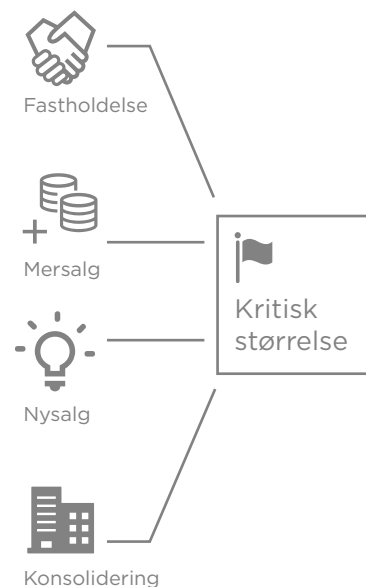 Fastholdelse
Mersalg
Nysalg
Konsolidering
Kritisk
størrelse